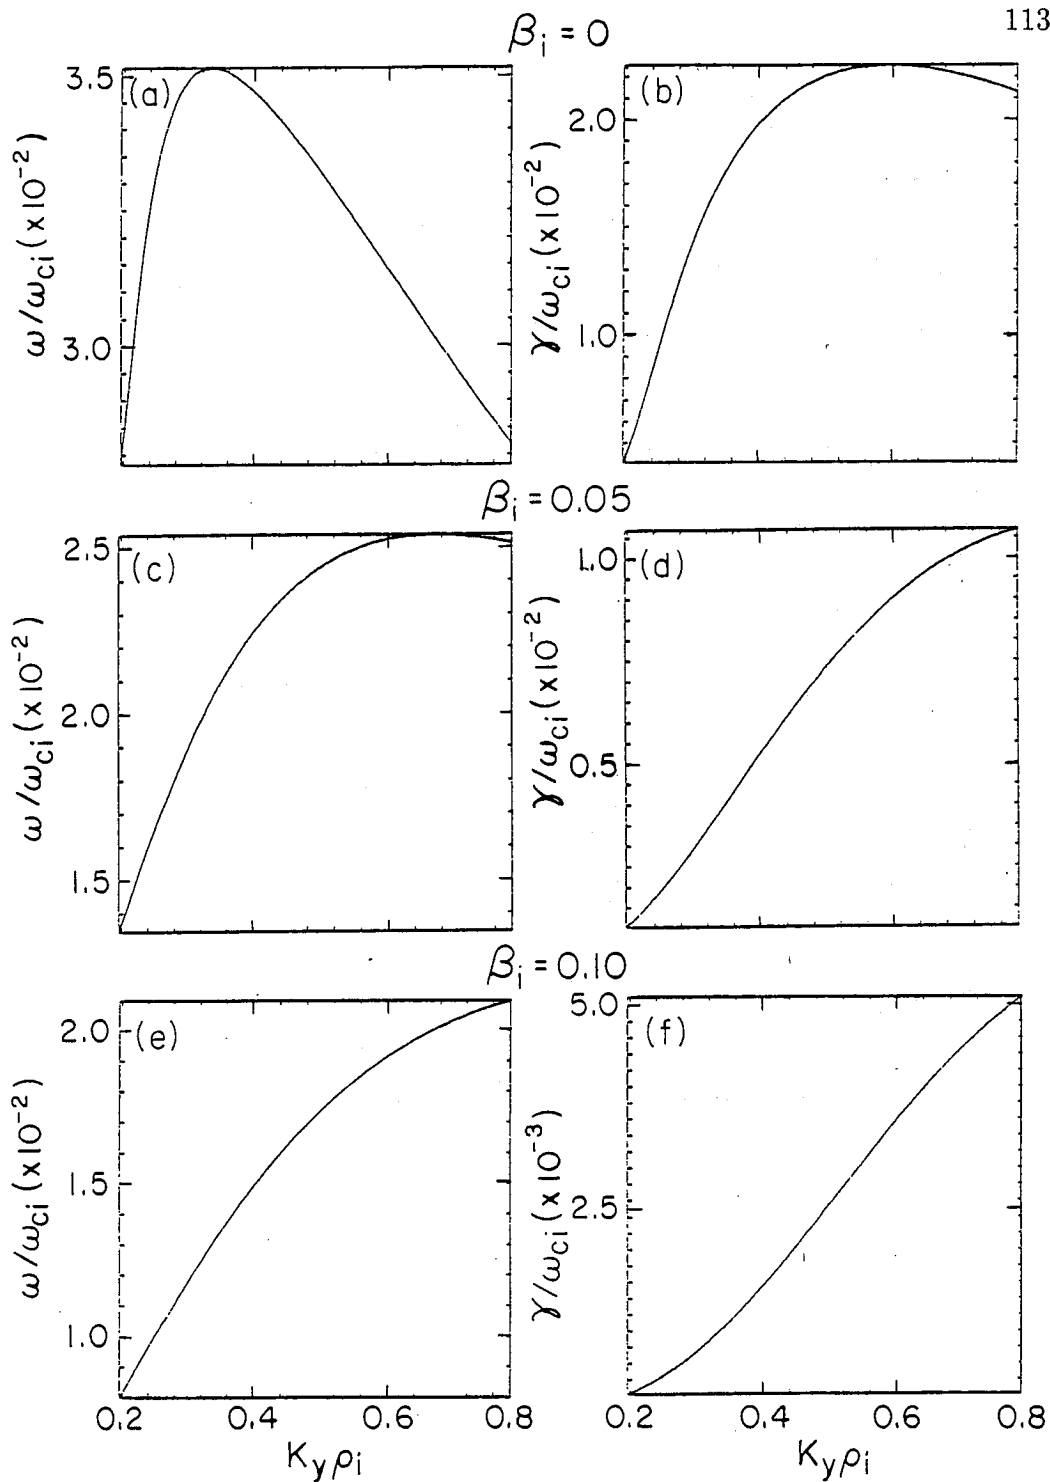 113
β_i = 0
(a)
3.5
3.0
ω/ω_ci (x10^-2)
(b)
2.0
1.0
γ/ω_ci (x10^-2)
β_i = 0.05
(c)
2.5
2.0
1.5
ω/ω_ci (x10^-2)
(d)
1.0
0.5
γ/ω_ci (x10^-2)
β_i = 0.10
(e)
2.0
1.5
1.0
ω/ω_ci (x10^-2)
0.2 0.4 0.6 0.8
K_y ρ_i
(f)
5.0
2.5
γ/ω_ci (x10^-3)
0.2 0.4 0.6 0.8
K_y ρ_i